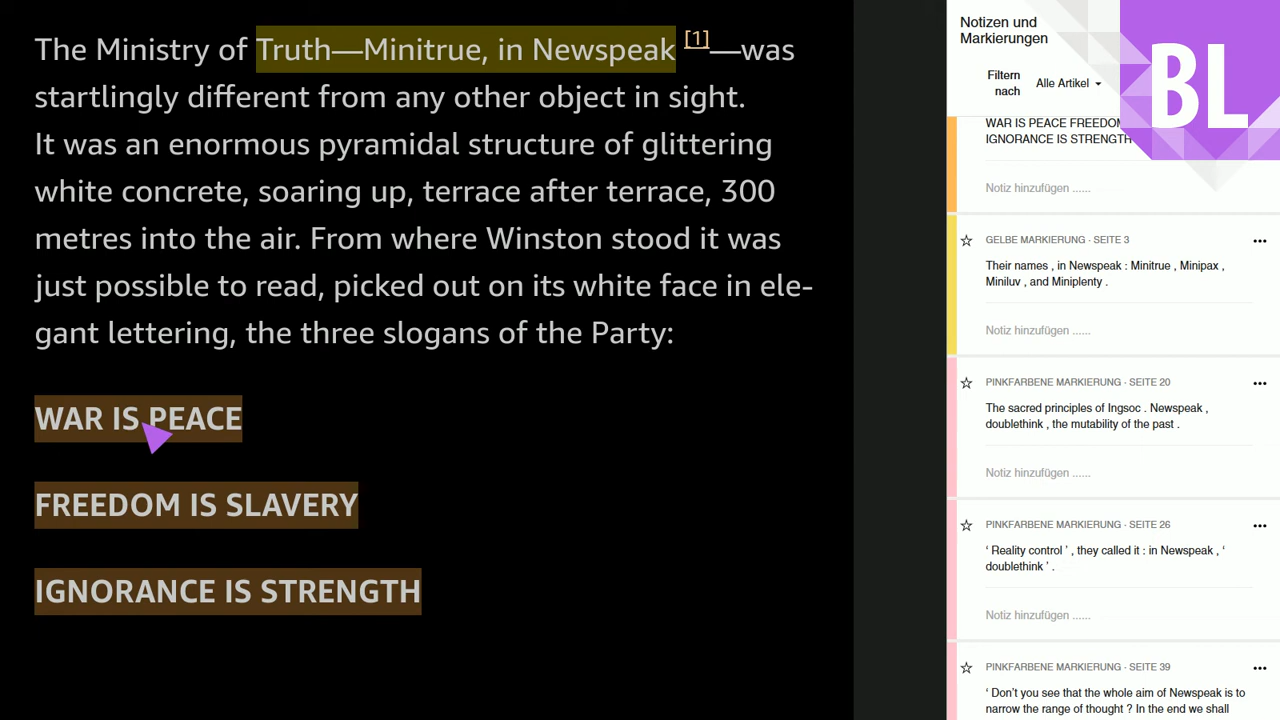 The Ministry of Truth—Minitrue, in Newspeak [1]—was
startlingly different from any other object in sight.
It was an enormous pyramidal structure of glittering
white concrete, soaring up, terrace after terrace, 300
metres into the air. From where Winston stood it was
just possible to read, picked out on its white face in ele-
gant lettering, the three slogans of the Party:
WAR IS PEACE
FREEDOM IS SLAVERY
IGNORANCE IS STRENGTH
Notizen und
Markierungen
Filtern
nach
Alle Artikel
BL
WAR IS PEACE FREEDOM
IGNORANCE IS STRENGTH
Notiz hinzufügen ......
GELBE MARKIERUNG · SEITE 3
Their names , in Newspeak : Minitrue , Minipax ,
Miniluv , and Miniplenty .
Notiz hinzufügen ......
PINKFARBENE MARKIERUNG · SEITE 20
The sacred principles of Ingsoc . Newspeak ,
doublethink , the mutability of the past .
Notiz hinzufügen ......
PINKFARBENE MARKIERUNG · SEITE 26
‘ Reality control ’ , they called it : in Newspeak , ‘
doublethink ’ .
Notiz hinzufügen ......
PINKFARBENE MARKIERUNG · SEITE 39
‘ Don’t you see that the whole aim of Newspeak is to
narrow the range of thought ? In the end we shall